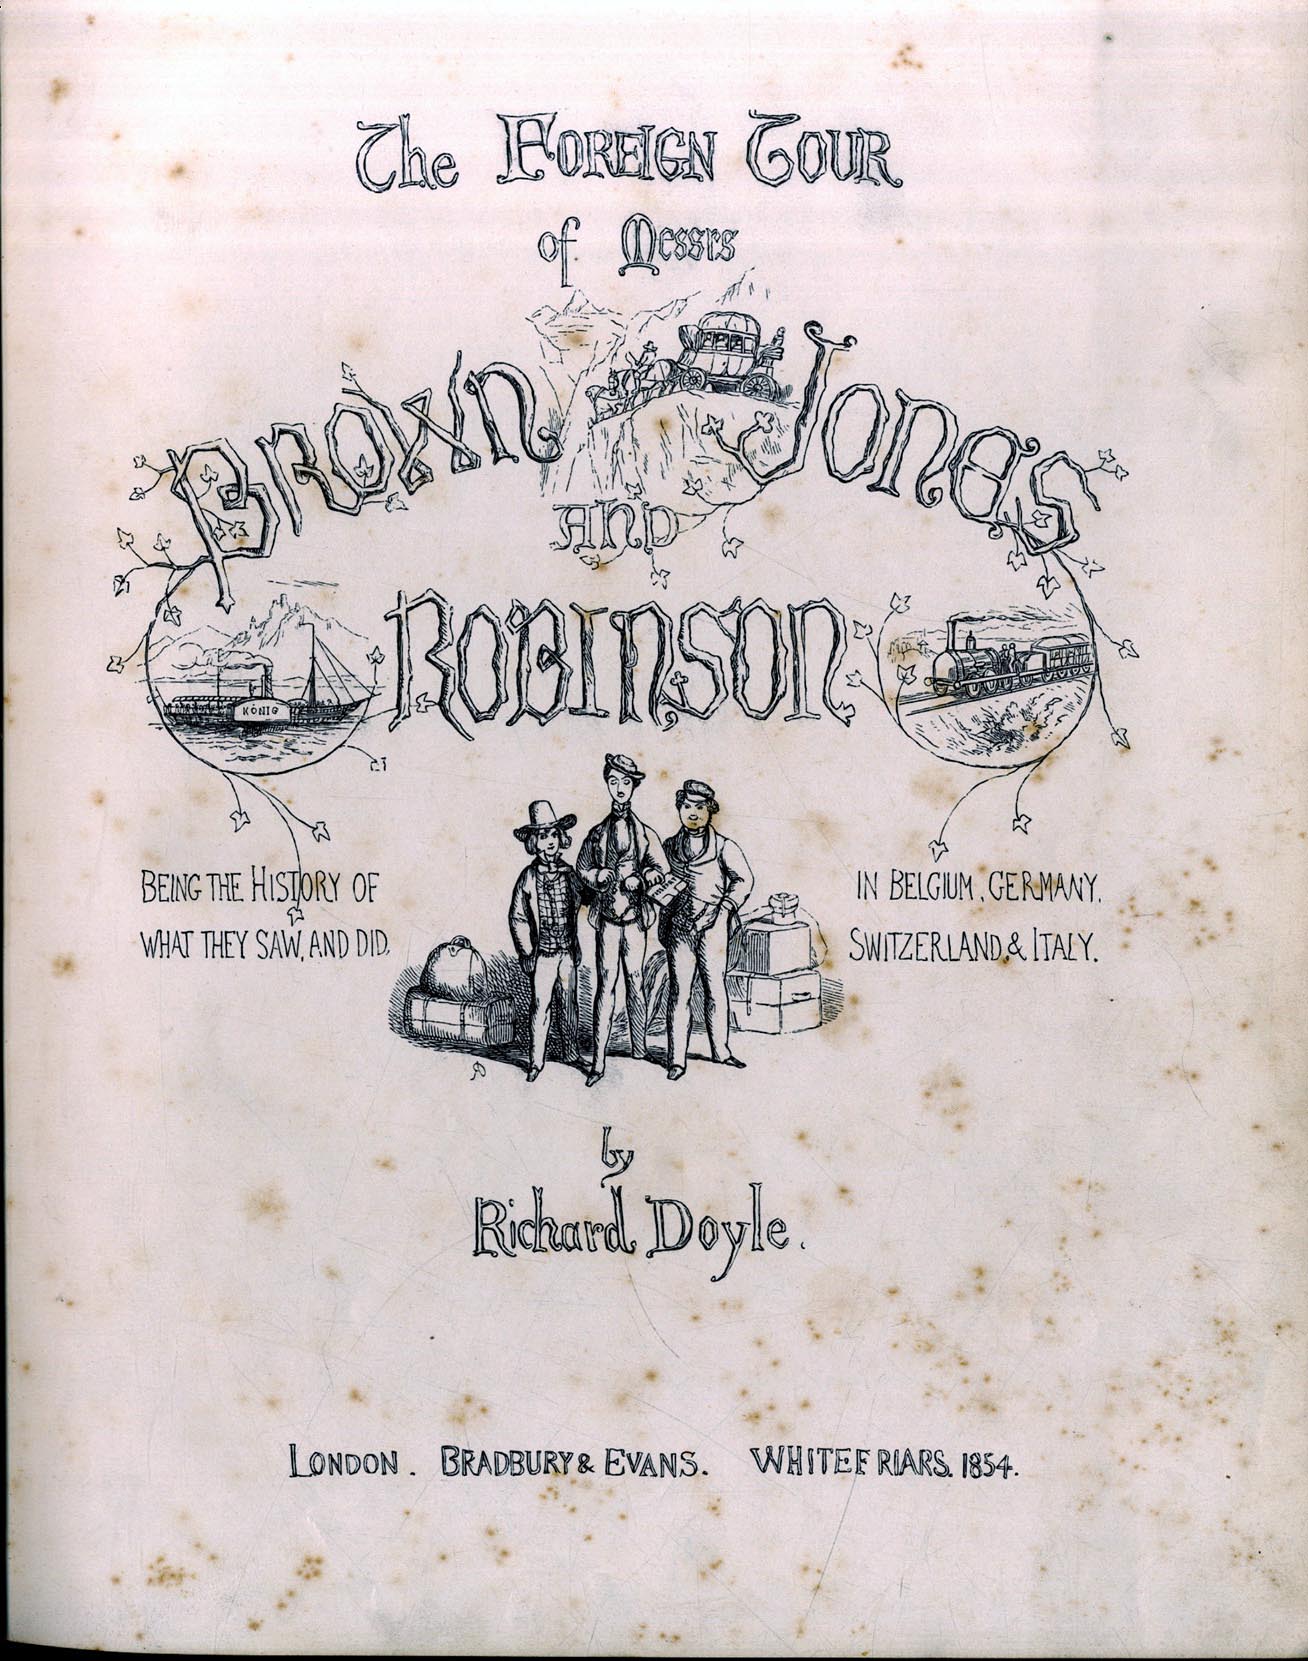 The Foreign Tour
of Messrs
Brown Jones
and
Robinson
KÖNIG
Being the History of
what they saw, and did,
in Belgium, Germany,
Switzerland, & Italy.
by
Richard Doyle.
London. Bradbury & Evans. Whitefriars. 1854.